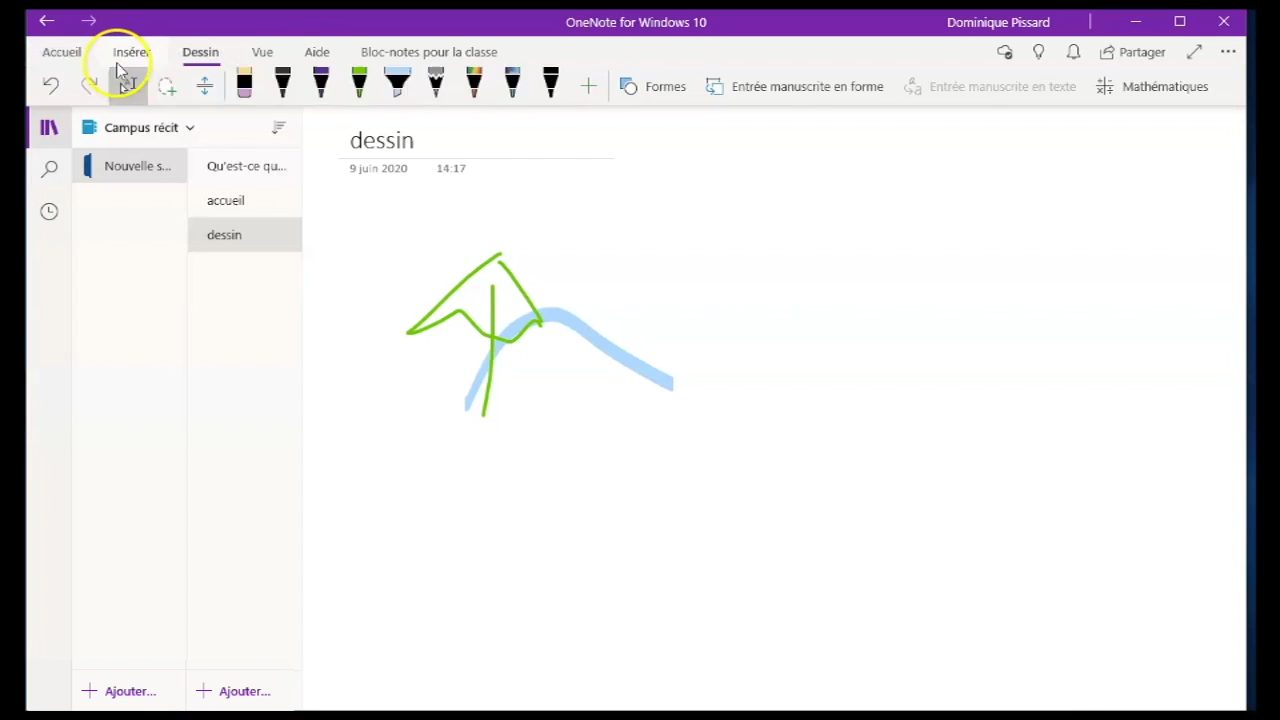 OneNote for Windows 10
Dominique Pissard
Accueil
Insérer
Dessin
Vue
Aide
Bloc-notes pour la classe
Partager
Formes
Entrée manuscrite en forme
Entrée manuscrite en texte
Mathématiques
Campus récit
Nouvelle s...
Qu'est-ce qu...
accueil
dessin
dessin
9 juin 2020 14:17
Ajouter...
Ajouter...